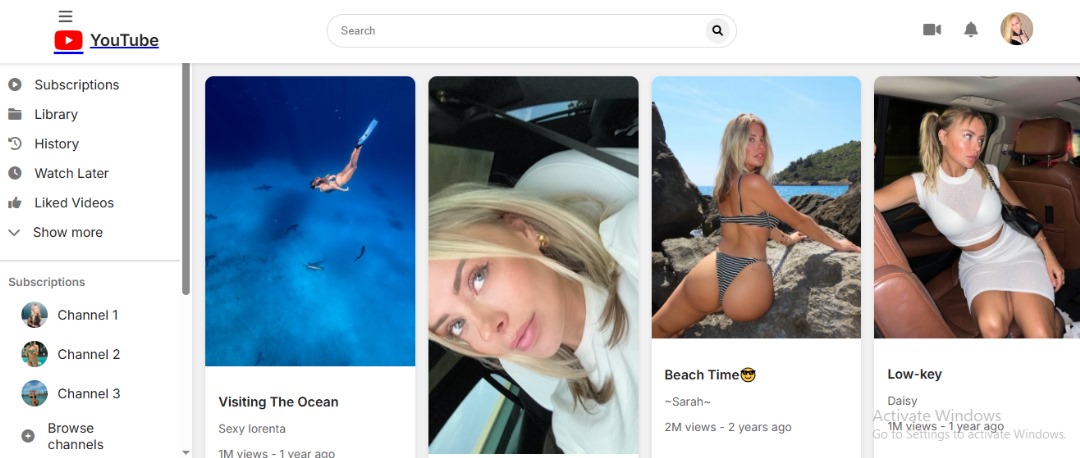 YouTube
Search
Subscriptions
Library
History
Watch Later
Liked Videos
Show more
Subscriptions
Channel 1
Channel 2
Channel 3
Browse
channels
Visiting The Ocean
Sexy lorenta
1M views - 1 year ago
Beach Time😎
~Sarah~
2M views - 2 years ago
Low-key
Daisy
1M views - 1 year ago
Activate Windows
Go to Settings to activate Windows.